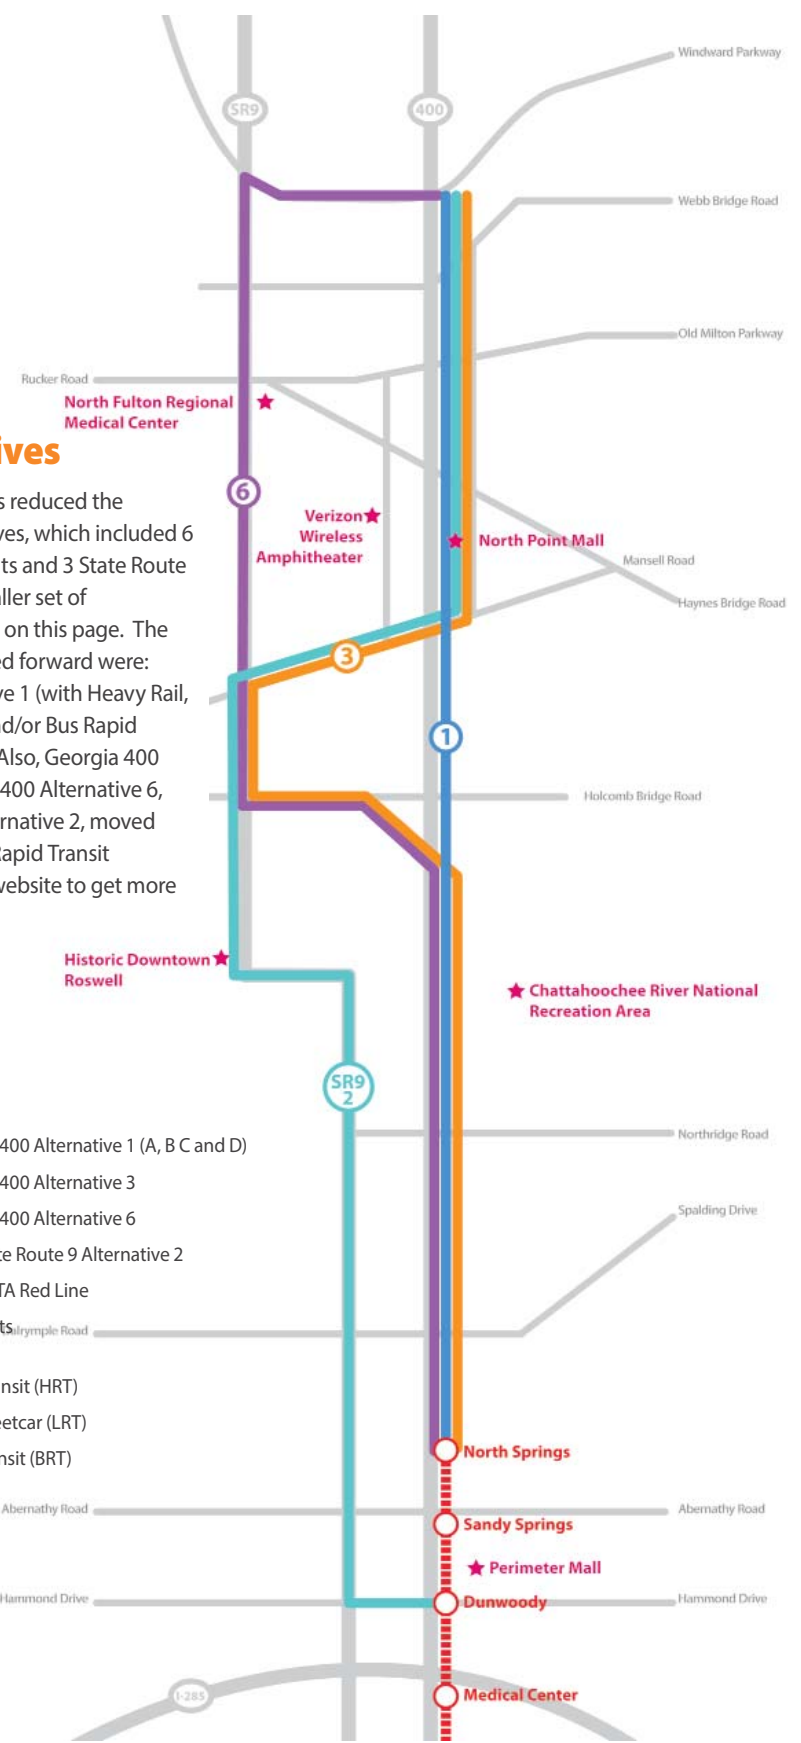 Windward Parkway
SR9
400
Webb Bridge Road
Old Milton Parkway
Rucker Road
North Fulton Regional
Medical Center
ives
6
s reduced the
Verizon
Wireless
Amphitheater
ves, which included 6
North Point Mall
ts and 3 State Route
Mansell Road
ller set of
Haynes Bridge Road
on this page. The
3
ed forward were:
ve 1 (with Heavy Rail,
nd/or Bus Rapid
1
Also, Georgia 400
400 Alternative 6,
Holcomb Bridge Road
rnative 2, moved
Rapid Transit
website to get more
Historic Downtown
Roswell
Chattahoochee River National
Recreation Area
SR9
2
Northridge Road
400 Alternative 1 (A, B C and D)
400 Alternative 3
Spalding Drive
400 Alternative 6
te Route 9 Alternative 2
TA Red Line
ts
alrymple Road
nsit (HRT)
eetcar (LRT)
nsit (BRT)
North Springs
Abernathy Road
Abernathy Road
Sandy Springs
Perimeter Mall
Hammond Drive
Dunwoody
Hammond Drive
I-285
Medical Center